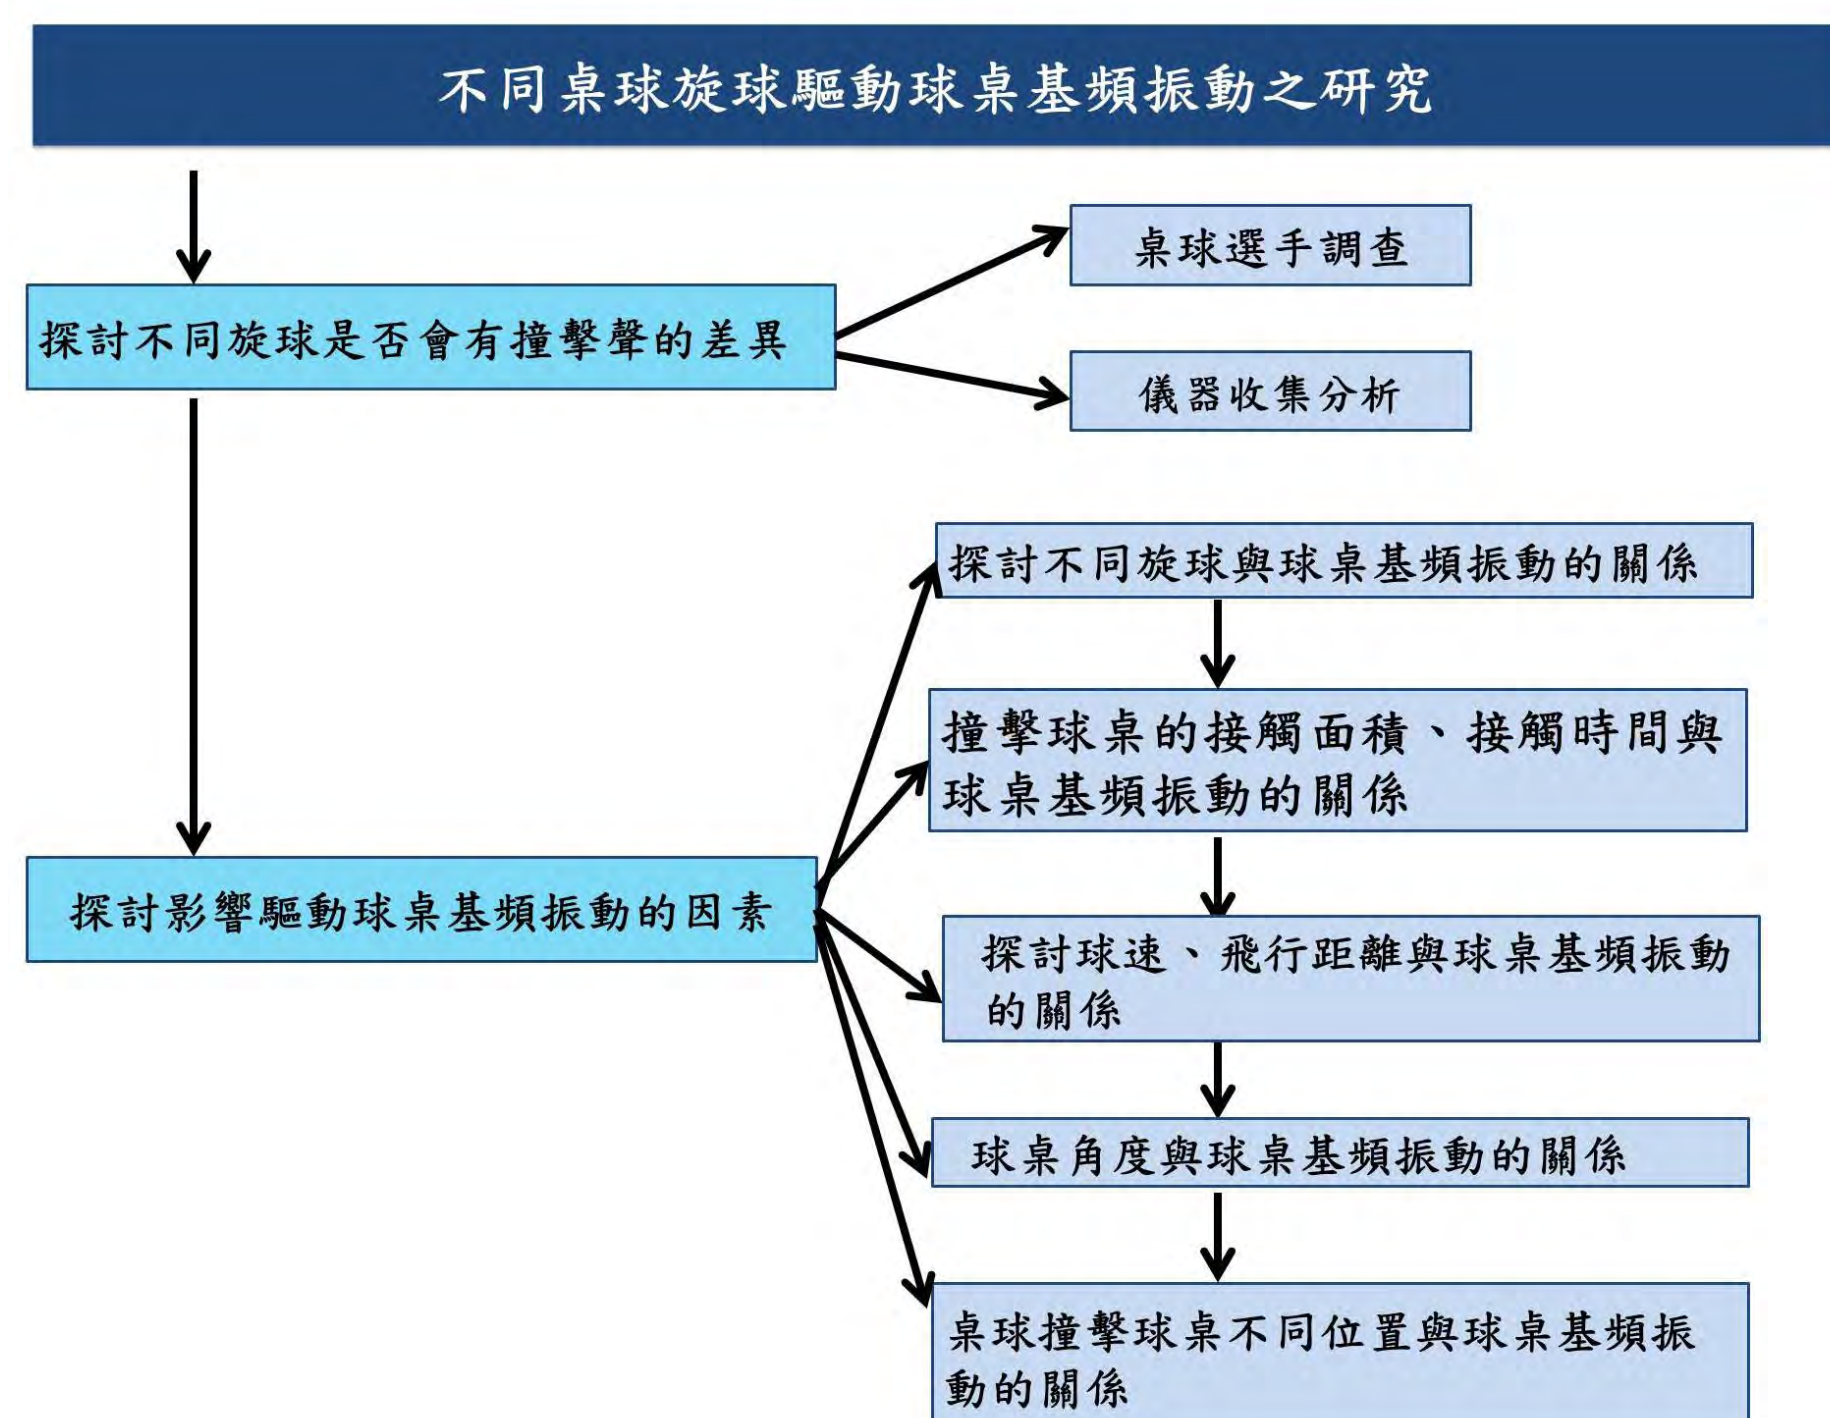 不同桌球旋球驅動球桌基頻振動之研究
桌球選手調查
探討不同旋球是否會有撞擊聲的差異
儀器收集分析
探討不同旋球與球桌基頻振動的關係
撞擊球桌的接觸面積、接觸時間與
球桌基頻振動的關係
探討影響驅動球桌基頻振動的因素
探討球速、飛行距離與球桌基頻振動
的關係
球桌角度與球桌基頻振動的關係
桌球撞擊球桌不同位置與球桌基頻振
動的關係